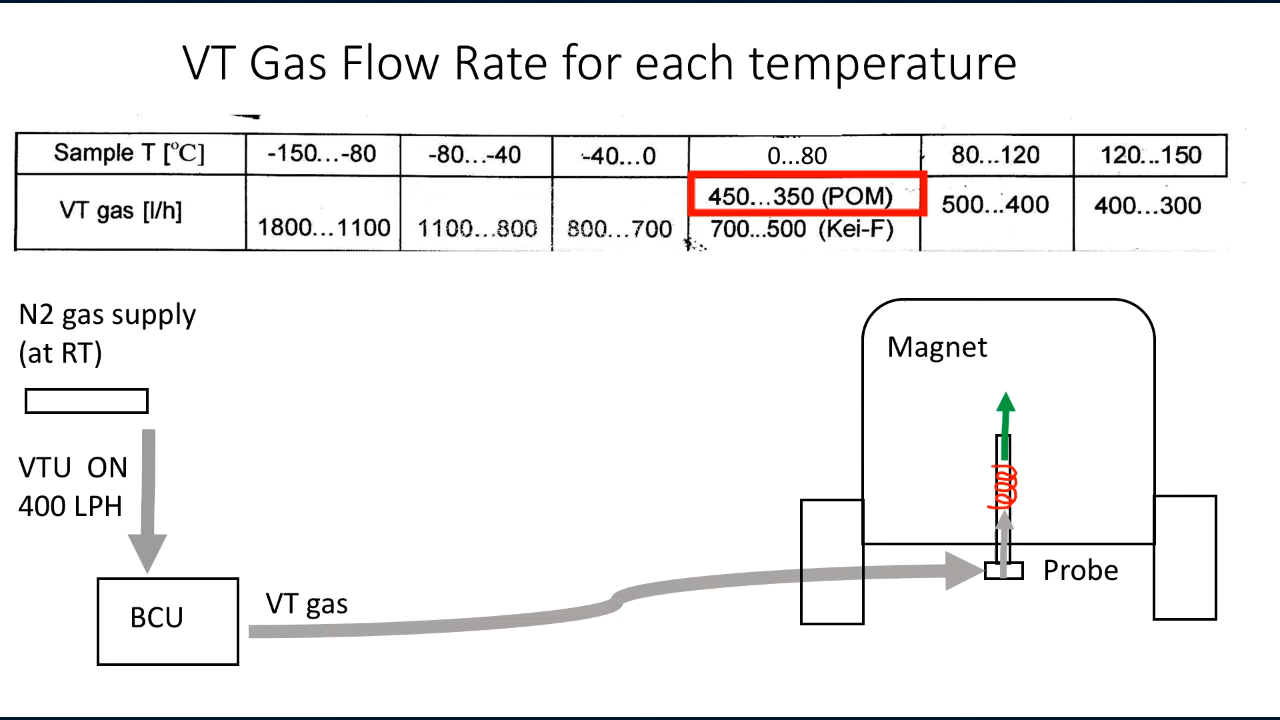 VT Gas Flow Rate for each temperature
Sample T [°C] -150...-80 -80...-40 -40...0 0...80 80...120 120...150
VT gas [l/h] 1800...1100 1100...800 800...700 450...350 (POM) 500...400 400...300
700...500 (Kei-F)
N2 gas supply
(at RT)
Magnet
VTU ON
400 LPH
Probe
VT gas
BCU